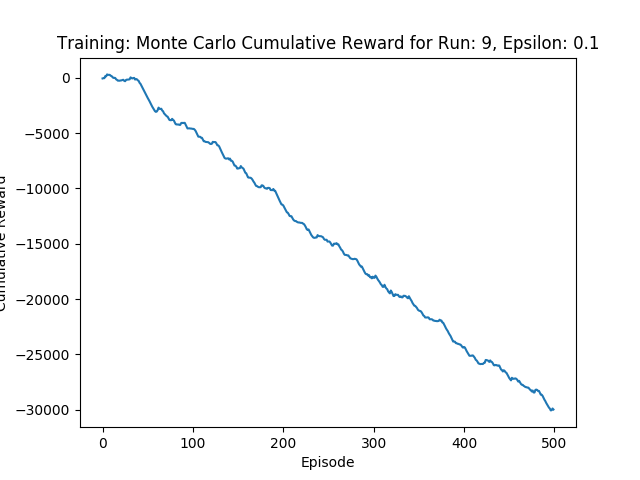 Training: Monte Carlo Cumulative Reward for Run: 9, Epsilon: 0.1
0
−5000
−10000
−15000
−20000
−25000
−30000
Cumulative Reward
0 100 200 300 400 500
Episode